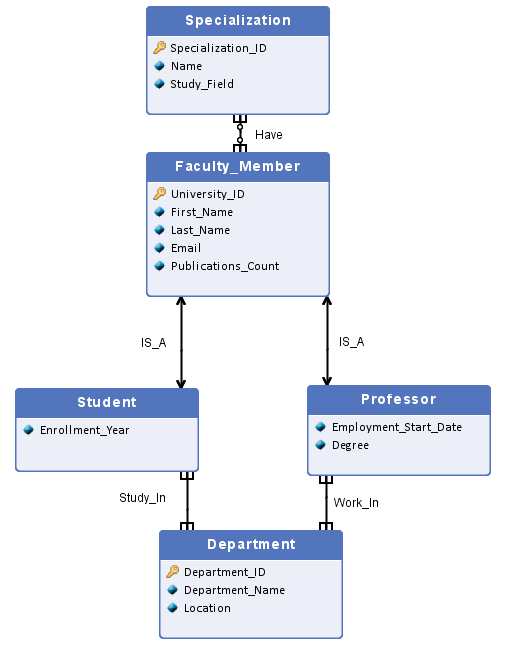 Specialization
Specialization_ID
Name
Study_Field
Have
Faculty_Member
University_ID
First_Name
Last_Name
Email
Publications_Count
IS_A
IS_A
Student
Enrollment_Year
Professor
Employment_Start_Date
Degree
Study_In
Work_In
Department
Department_ID
Department_Name
Location